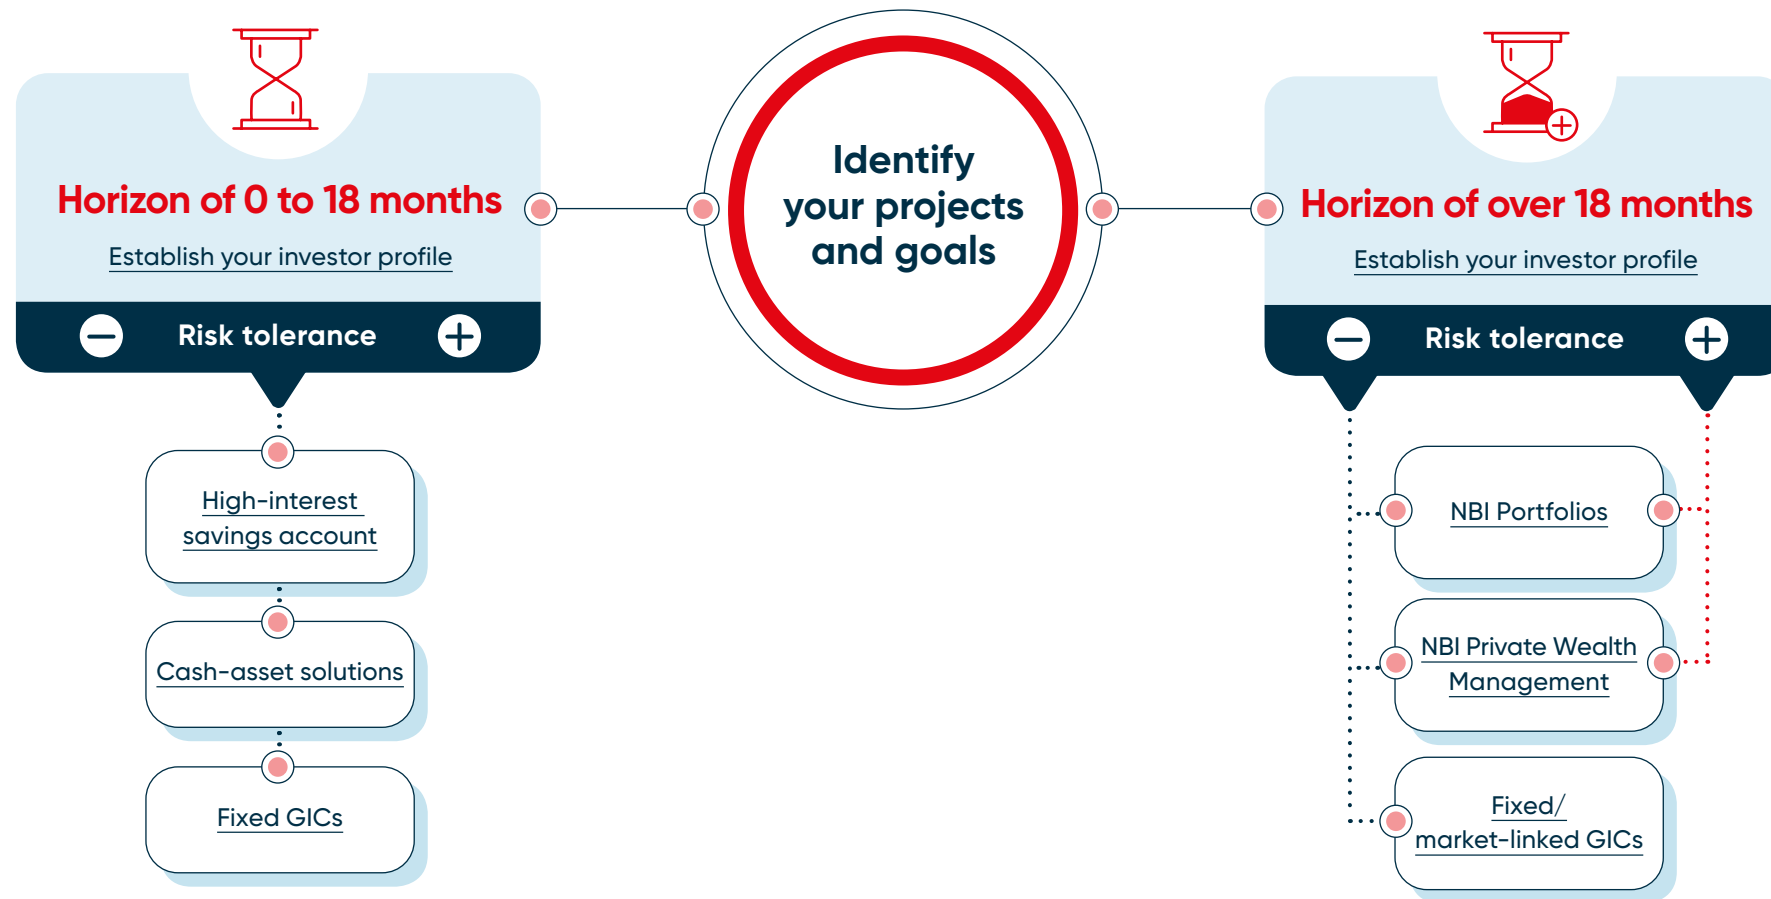 Horizon of 0 to 18 months
Establish your investor profile
Risk tolerance
High-interest
savings account
Cash-asset solutions
Fixed GICs
Identify
your projects
and goals
Horizon of over 18 months
Establish your investor profile
Risk tolerance
NBI Portfolios
NBI Private Wealth
Management
Fixed/
market-linked GICs